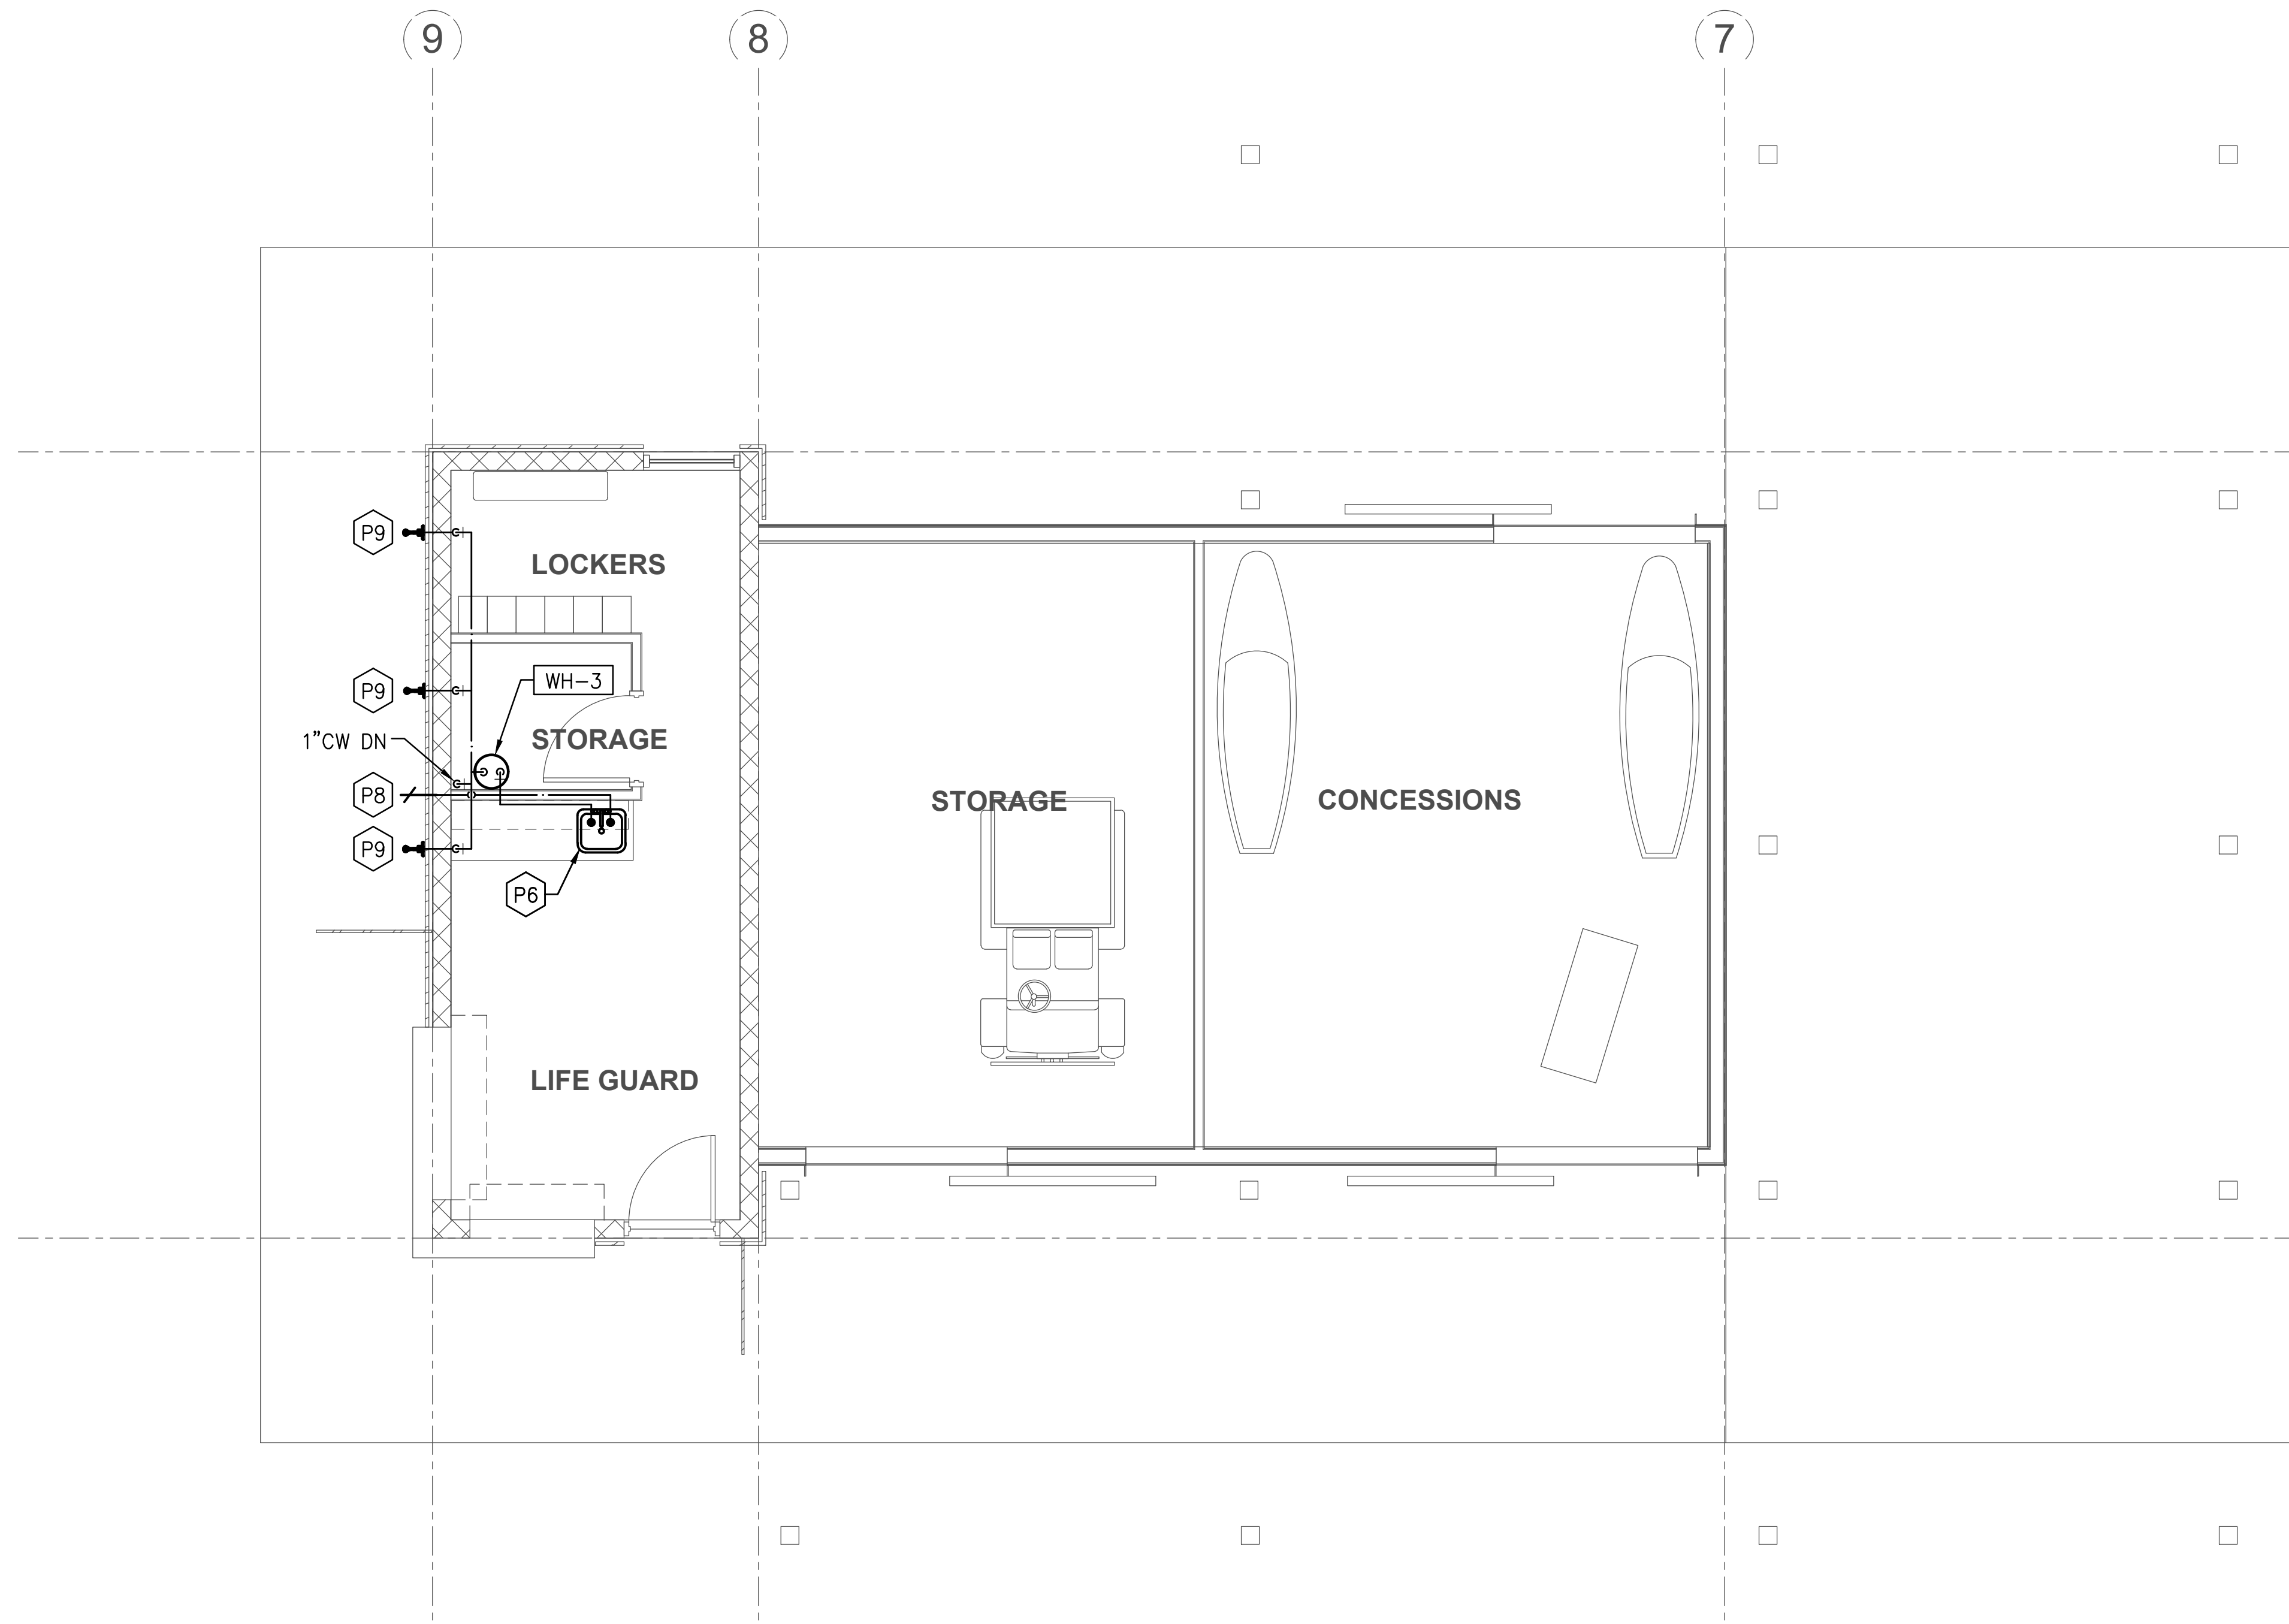 9
8
7
P9
LOCKERS
P9
WH-3
1"CW DN
STORAGE
P8
STORAGE
CONCESSIONS
P9
P6
LIFE GUARD